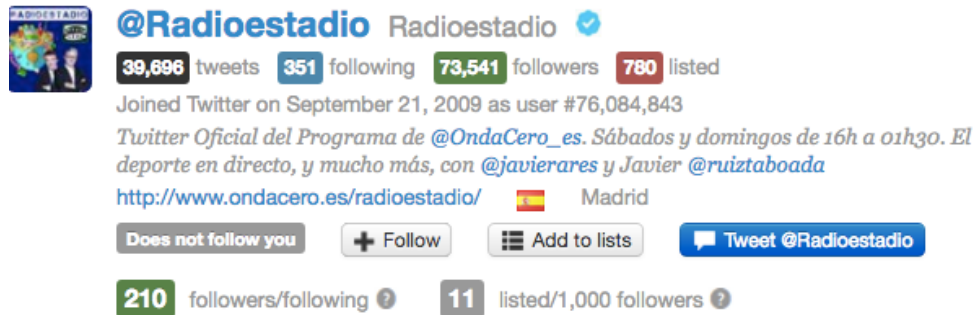 RADIOESTADIO
@Radioestadio Radioestadio
39,696 tweets 351 following 73,541 followers 780 listed
Joined Twitter on September 21, 2009 as user #76,084,843
Twitter Oficial del Programa de @OndaCero_es. Sábados y domingos de 16h a 01h30. El
deporte en directo, y mucho más, con @javierares y Javier @ruiztaboada
http://www.ondacero.es/radioestadio/ Madrid
Does not follow you + Follow Add to lists Tweet @Radioestadio
210 followers/following ? 11 listed/1,000 followers ?